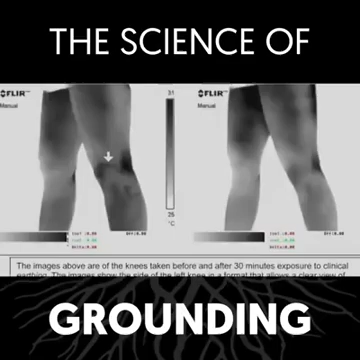 THE SCIENCE OF
FLIR
Manual
31
25
°C
FLIR
Manual
The images above are of the knees taken before and after 30 minutes exposure to clinical
earthing. The images show the side of the left knee in a format that allows a clear view of
GROUNDING